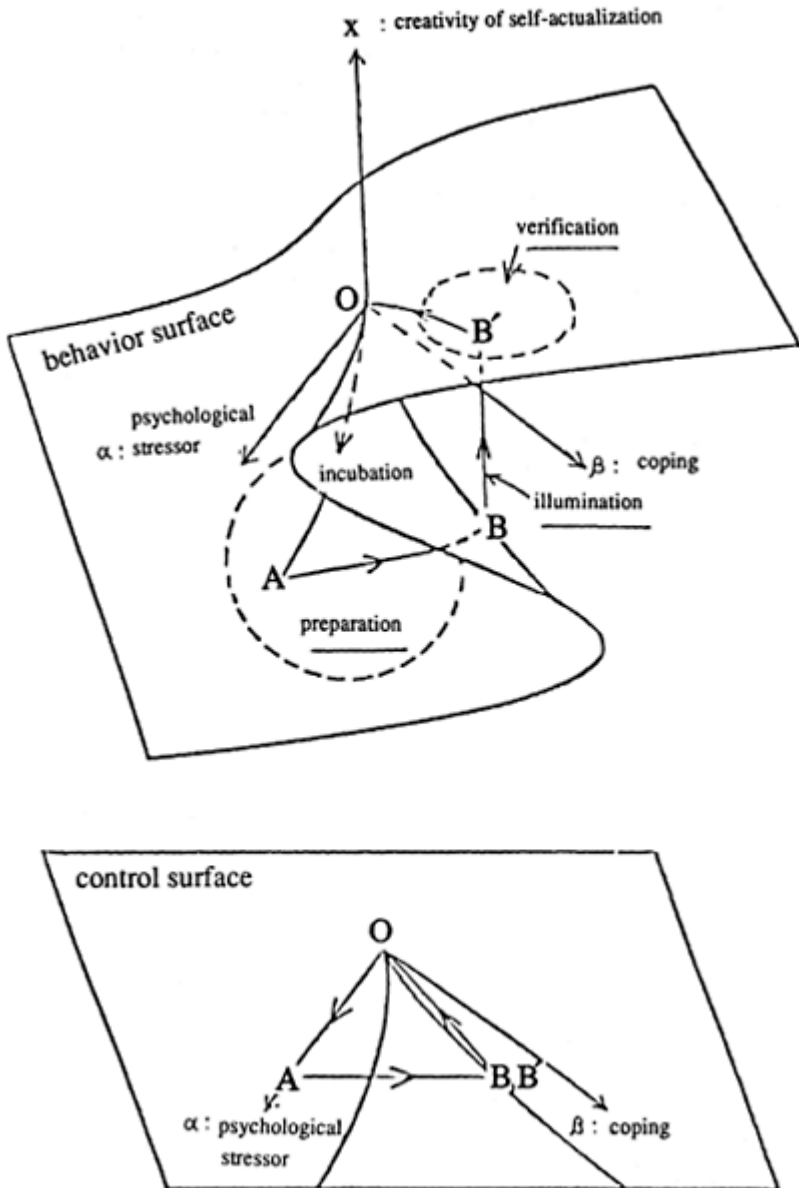 x : creativity of self-actualization
verification
O
B′
behavior surface
psychological
α : stressor
incubation
β : coping
illumination
B
A
preparation
control surface
O
A
B B′
α : psychological
stressor
β : coping